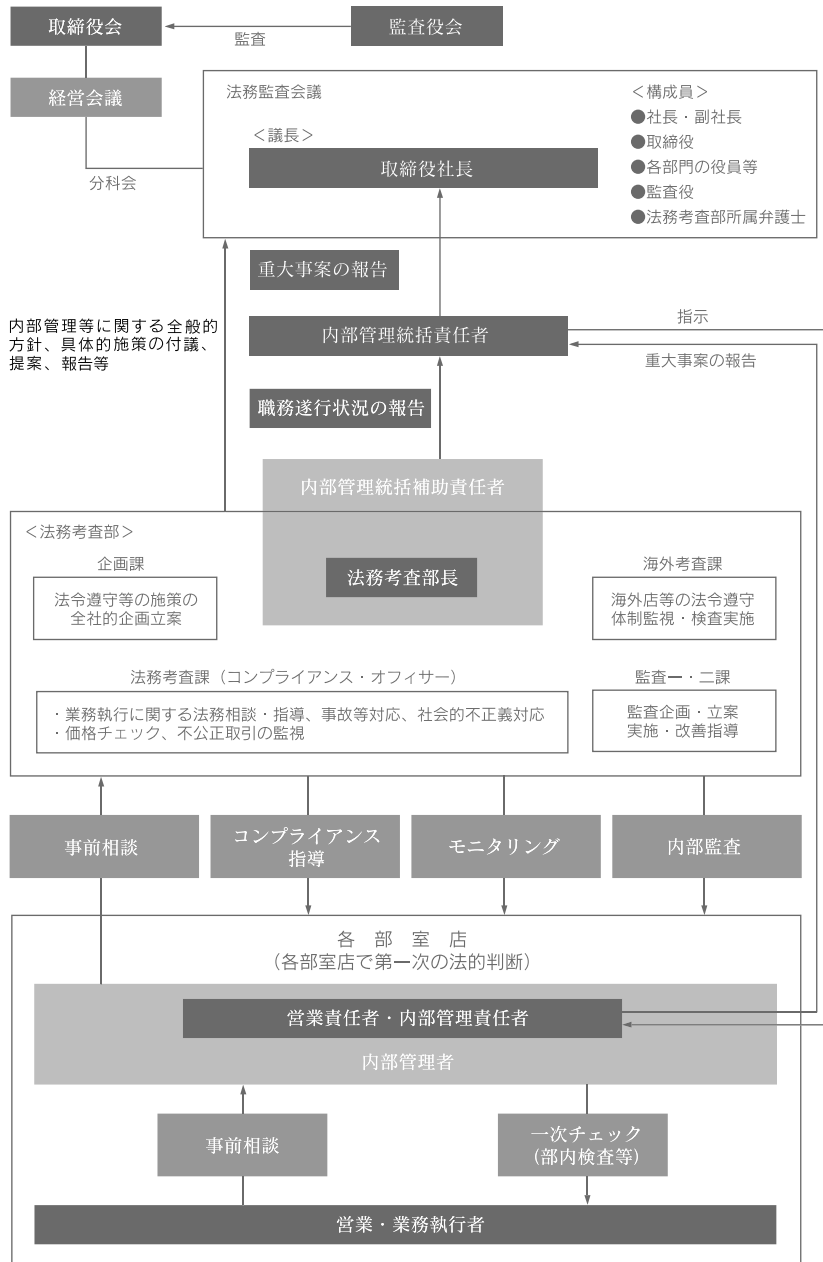 取締役会
監査
監査役会
経営会議
分科会
法務監査会議
＜議長＞
取締役社長
＜構成員＞
●社長・副社長
●取締役
●各部門の役員等
●監査役
●法務考査部所属弁護士
重大事案の報告
内部管理等に関する全般的
方針、具体的施策の付議、
提案、報告等
内部管理統括責任者
指示
重大事案の報告
職務遂行状況の報告
内部管理統括補助責任者
＜法務考査部＞
法務考査部長
企画課
法令遵守等の施策の
全社的企画立案
海外考査課
海外店等の法令遵守
体制監視・検査実施
法務考査課（コンプライアンス・オフィサー）
・業務執行に関する法務相談・指導、事故等対応、社会的不正義対応
・価格チェック、不公正取引の監視
監査一・二課
監査企画・立案
実施・改善指導
事前相談
コンプライアンス
指導
モニタリング
内部監査
各　部　室　店
（各部室店で第一次の法的判断）
営業責任者・内部管理責任者
内部管理者
事前相談
一次チェック
(部内検査等)
営業・業務執行者